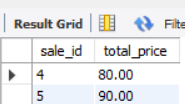 Result Grid Filte
sale_id total_price
4 80.00
5 90.00